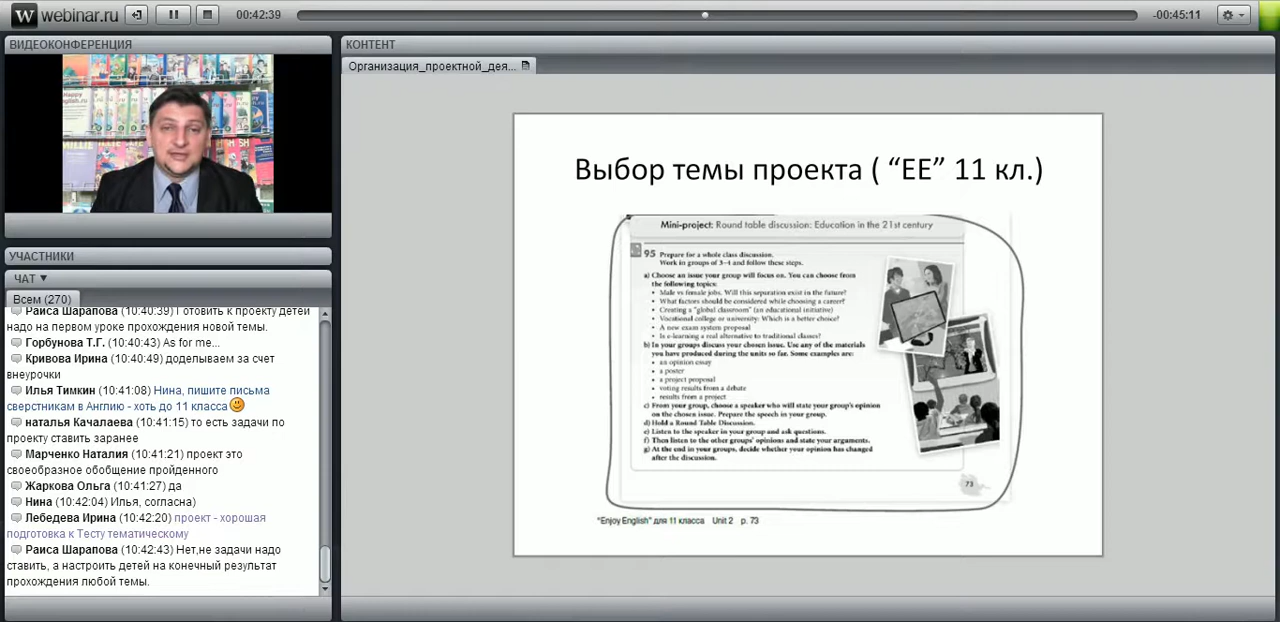 webinar.ru
00:42:39
-00:45:11
ВИДЕОКОНФЕРЕНЦИЯ
УЧАСТНИКИ
ЧАТ ▼
Всем (270)
Раиса Шарапова (10:40:39) Готовить к проекту детей
надо на первом уроке прохождения новой темы.
Горбунова Т.Г. (10:40:43) As for me...
Кривова Ирина (10:40:49) доделываем за счет
внеурочки
Илья Тимкин (10:41:08) Нина, пишите письма
сверстникам в Англию - хоть до 11 класса
наталья Качалаева (10:41:15) то есть задачи по
проекту ставить заранее
Марченко Наталия (10:41:21) проект это
своеобразное обобщение пройденного
Жаркова Ольга (10:41:27) да
Нина (10:42:04) Илья, согласна)
Лебедева Ирина (10:42:20) проект - хорошая
подготовка к Тесту тематическому
Раиса Шарапова (10:42:43) Нет,не задачи надо
ставить, а настроить детей на конечный результат
прохождения любой темы.
КОНТЕНТ
Организация_проектной_дея...
Выбор темы проекта ( “EE” 11 кл.)
Mini-project: Round table discussion: Education in the 21st century
95 Prepare for a whole class discussion.
Work in groups of 3–4 and follow these steps.
a) Choose an issue your group will focus on. You can choose from
the following topics:
• Male vs female jobs. Will this separation exist in the future?
• What factors should be considered while choosing a career?
• Creating a "global classroom" (an educational initiative)
• Vocational college or university: Which is a better choice?
• A new exam system proposal
• Is e-learning a real alternative to traditional classes?
b) In your groups discuss your chosen issue. Use any of the materials
you have produced during the units so far. Some examples are:
• an opinion essay
• a poster
• a project proposal
• voting results from a debate
• results from a project
c) From your group, choose a speaker who will state your group's opinion
on the chosen issue. Prepare the speech in your group.
d) Hold a Round Table Discussion.
e) Listen to the speaker in your group and ask questions.
f) Then listen to the other groups' opinions and state your arguments.
g) At the end in your groups, decide whether your opinion has changed
after the discussion.
73
"Enjoy English" для 11 класса Unit 2 p. 73